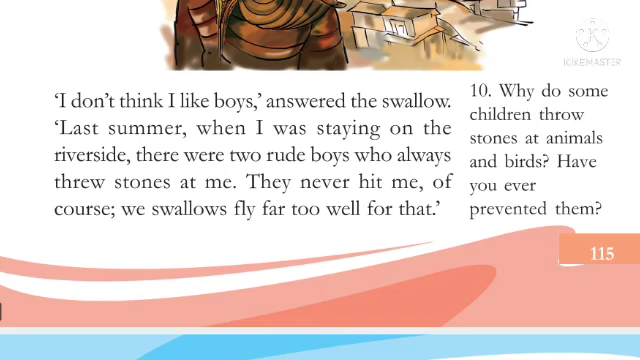 KINEMASTER
'I don't think I like boys,' answered the swallow.
'Last summer, when I was staying on the
riverside, there were two rude boys who always
threw stones at me. They never hit me, of
course; we swallows fly far too well for that.'
10. Why do some
children throw
stones at animals
and birds? Have
you ever
prevented them?
115